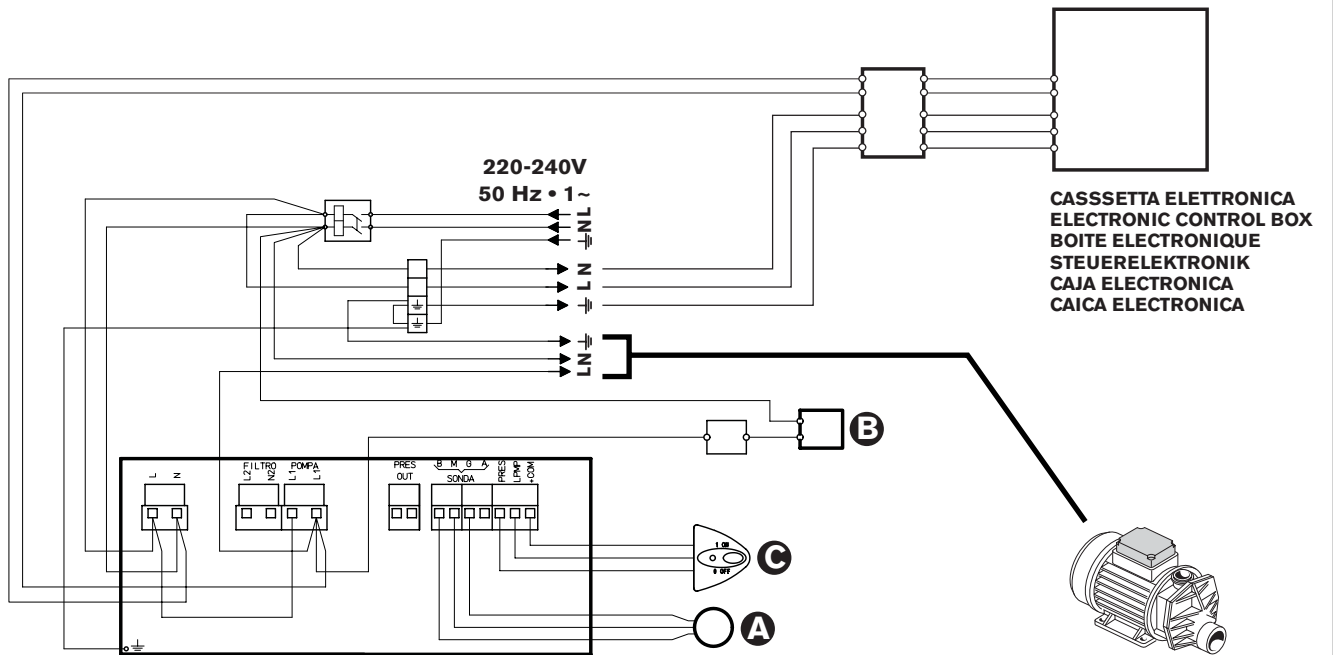 220-240V
50 Hz • 1~
L
N
N
L
N
L
CASSSETTA ELETTRONICA
ELECTRONIC CONTROL BOX
BOITE ELECTRONIQUE
STEUERELEKTRONIK
CAJA ELECTRONICA
CAICA ELECTRONICA
B
L N
FILTRO POMPA
L2 N2 L1 L1
PRES
OUT
B M G A
SONDA
PRES LPMP +COM
1 ON
0 OFF
C
A